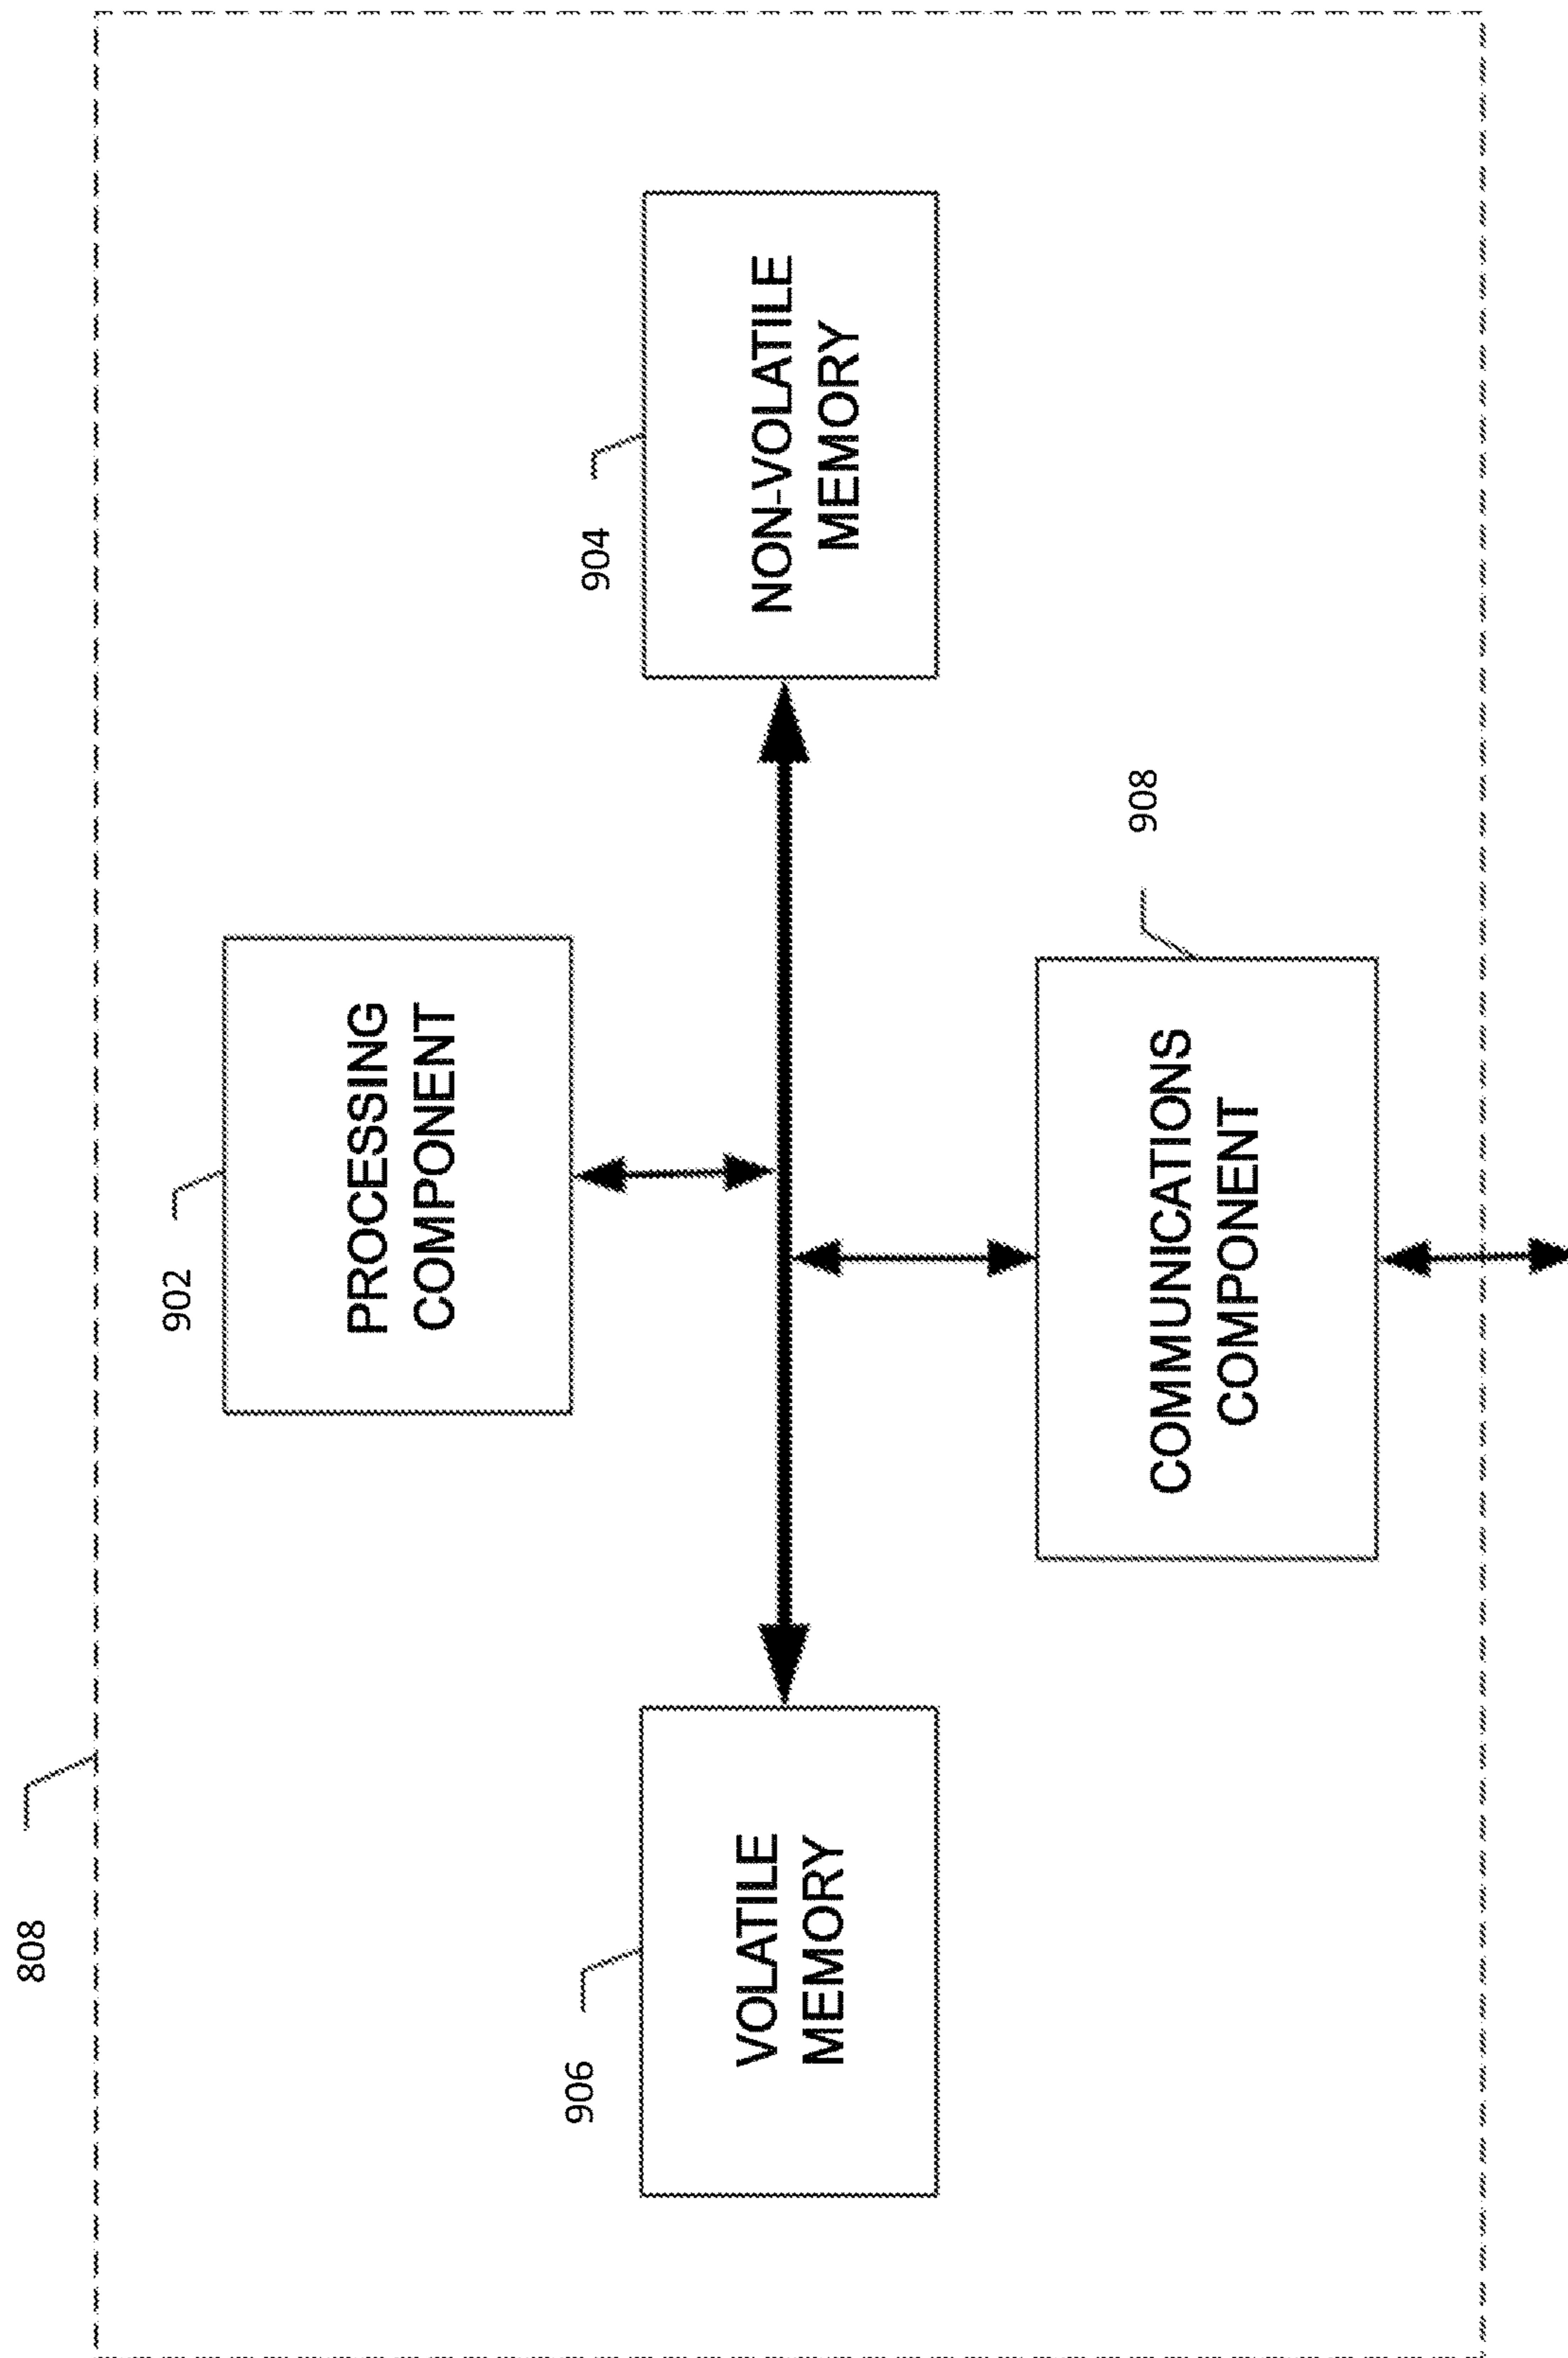 808
902
PROCESSING
COMPONENT
906
VOLATILE
MEMORY
904
NON-VOLATILE
MEMORY
908
COMMUNICATIONS
COMPONENT